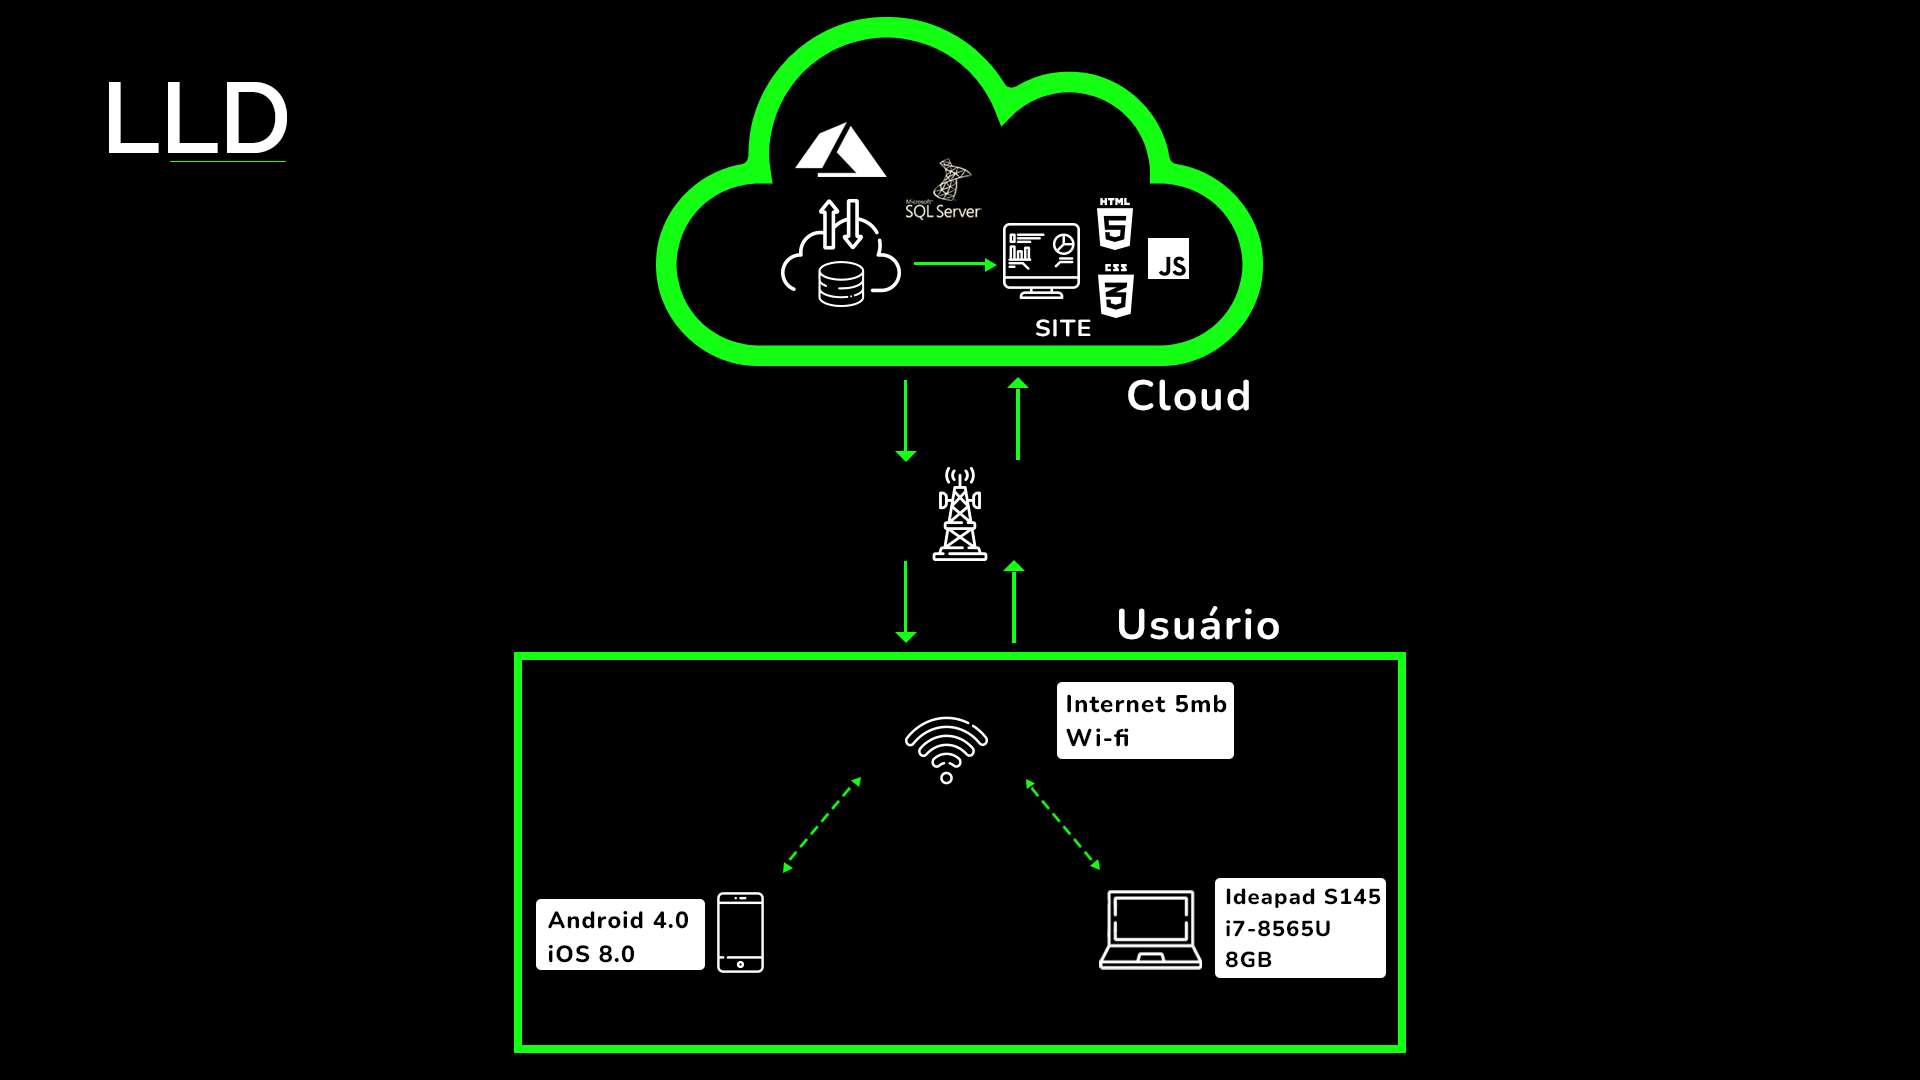 LLD
Microsoft
SQL Server
HTML
5
CSS
3
JS
SITE
Cloud
Usuário
Internet 5mb
Wi-fi
Android 4.0
iOS 8.0
Ideapad S145
i7-8565U
8GB